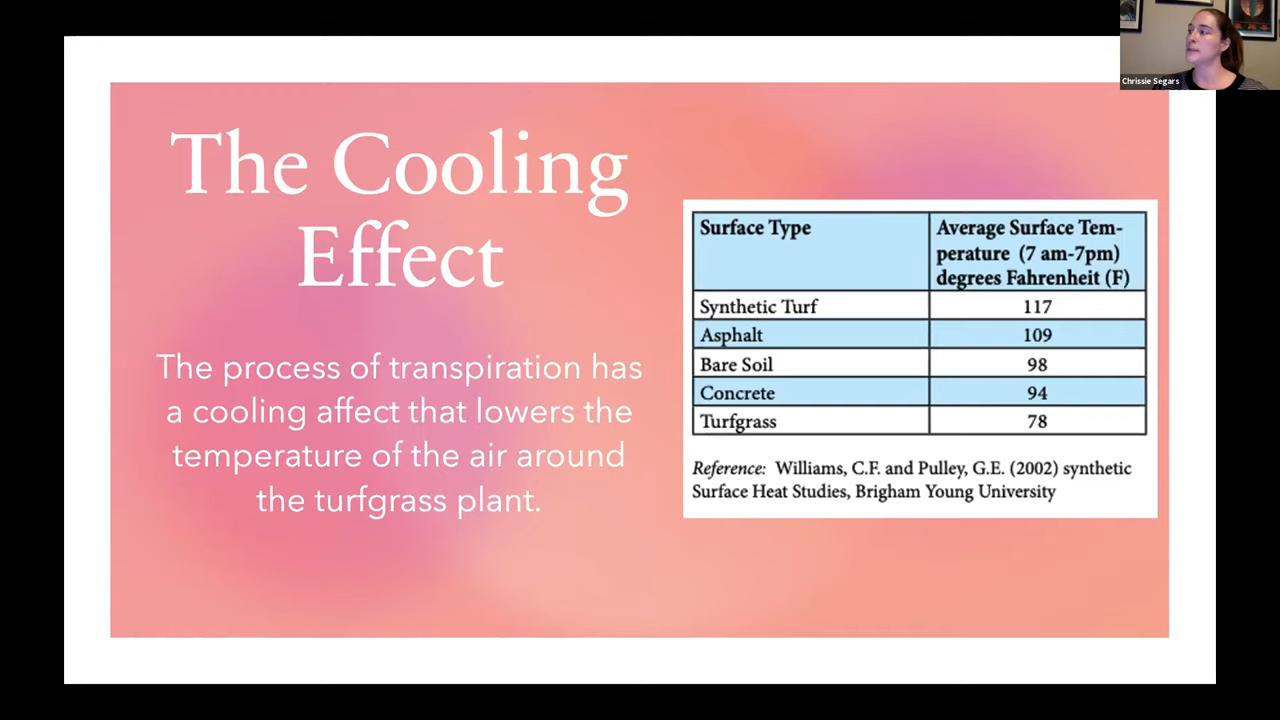 Chrissie Segars
The Cooling
Effect
The process of transpiration has
a cooling affect that lowers the
temperature of the air around
the turfgrass plant.
Surface Type
Average Surface Tem-
perature (7 am-7pm)
degrees Fahrenheit (F)
Synthetic Turf 117
Asphalt 109
Bare Soil 98
Concrete 94
Turfgrass 78
Reference: Williams, C.F. and Pulley, G.E. (2002) synthetic
Surface Heat Studies, Brigham Young University